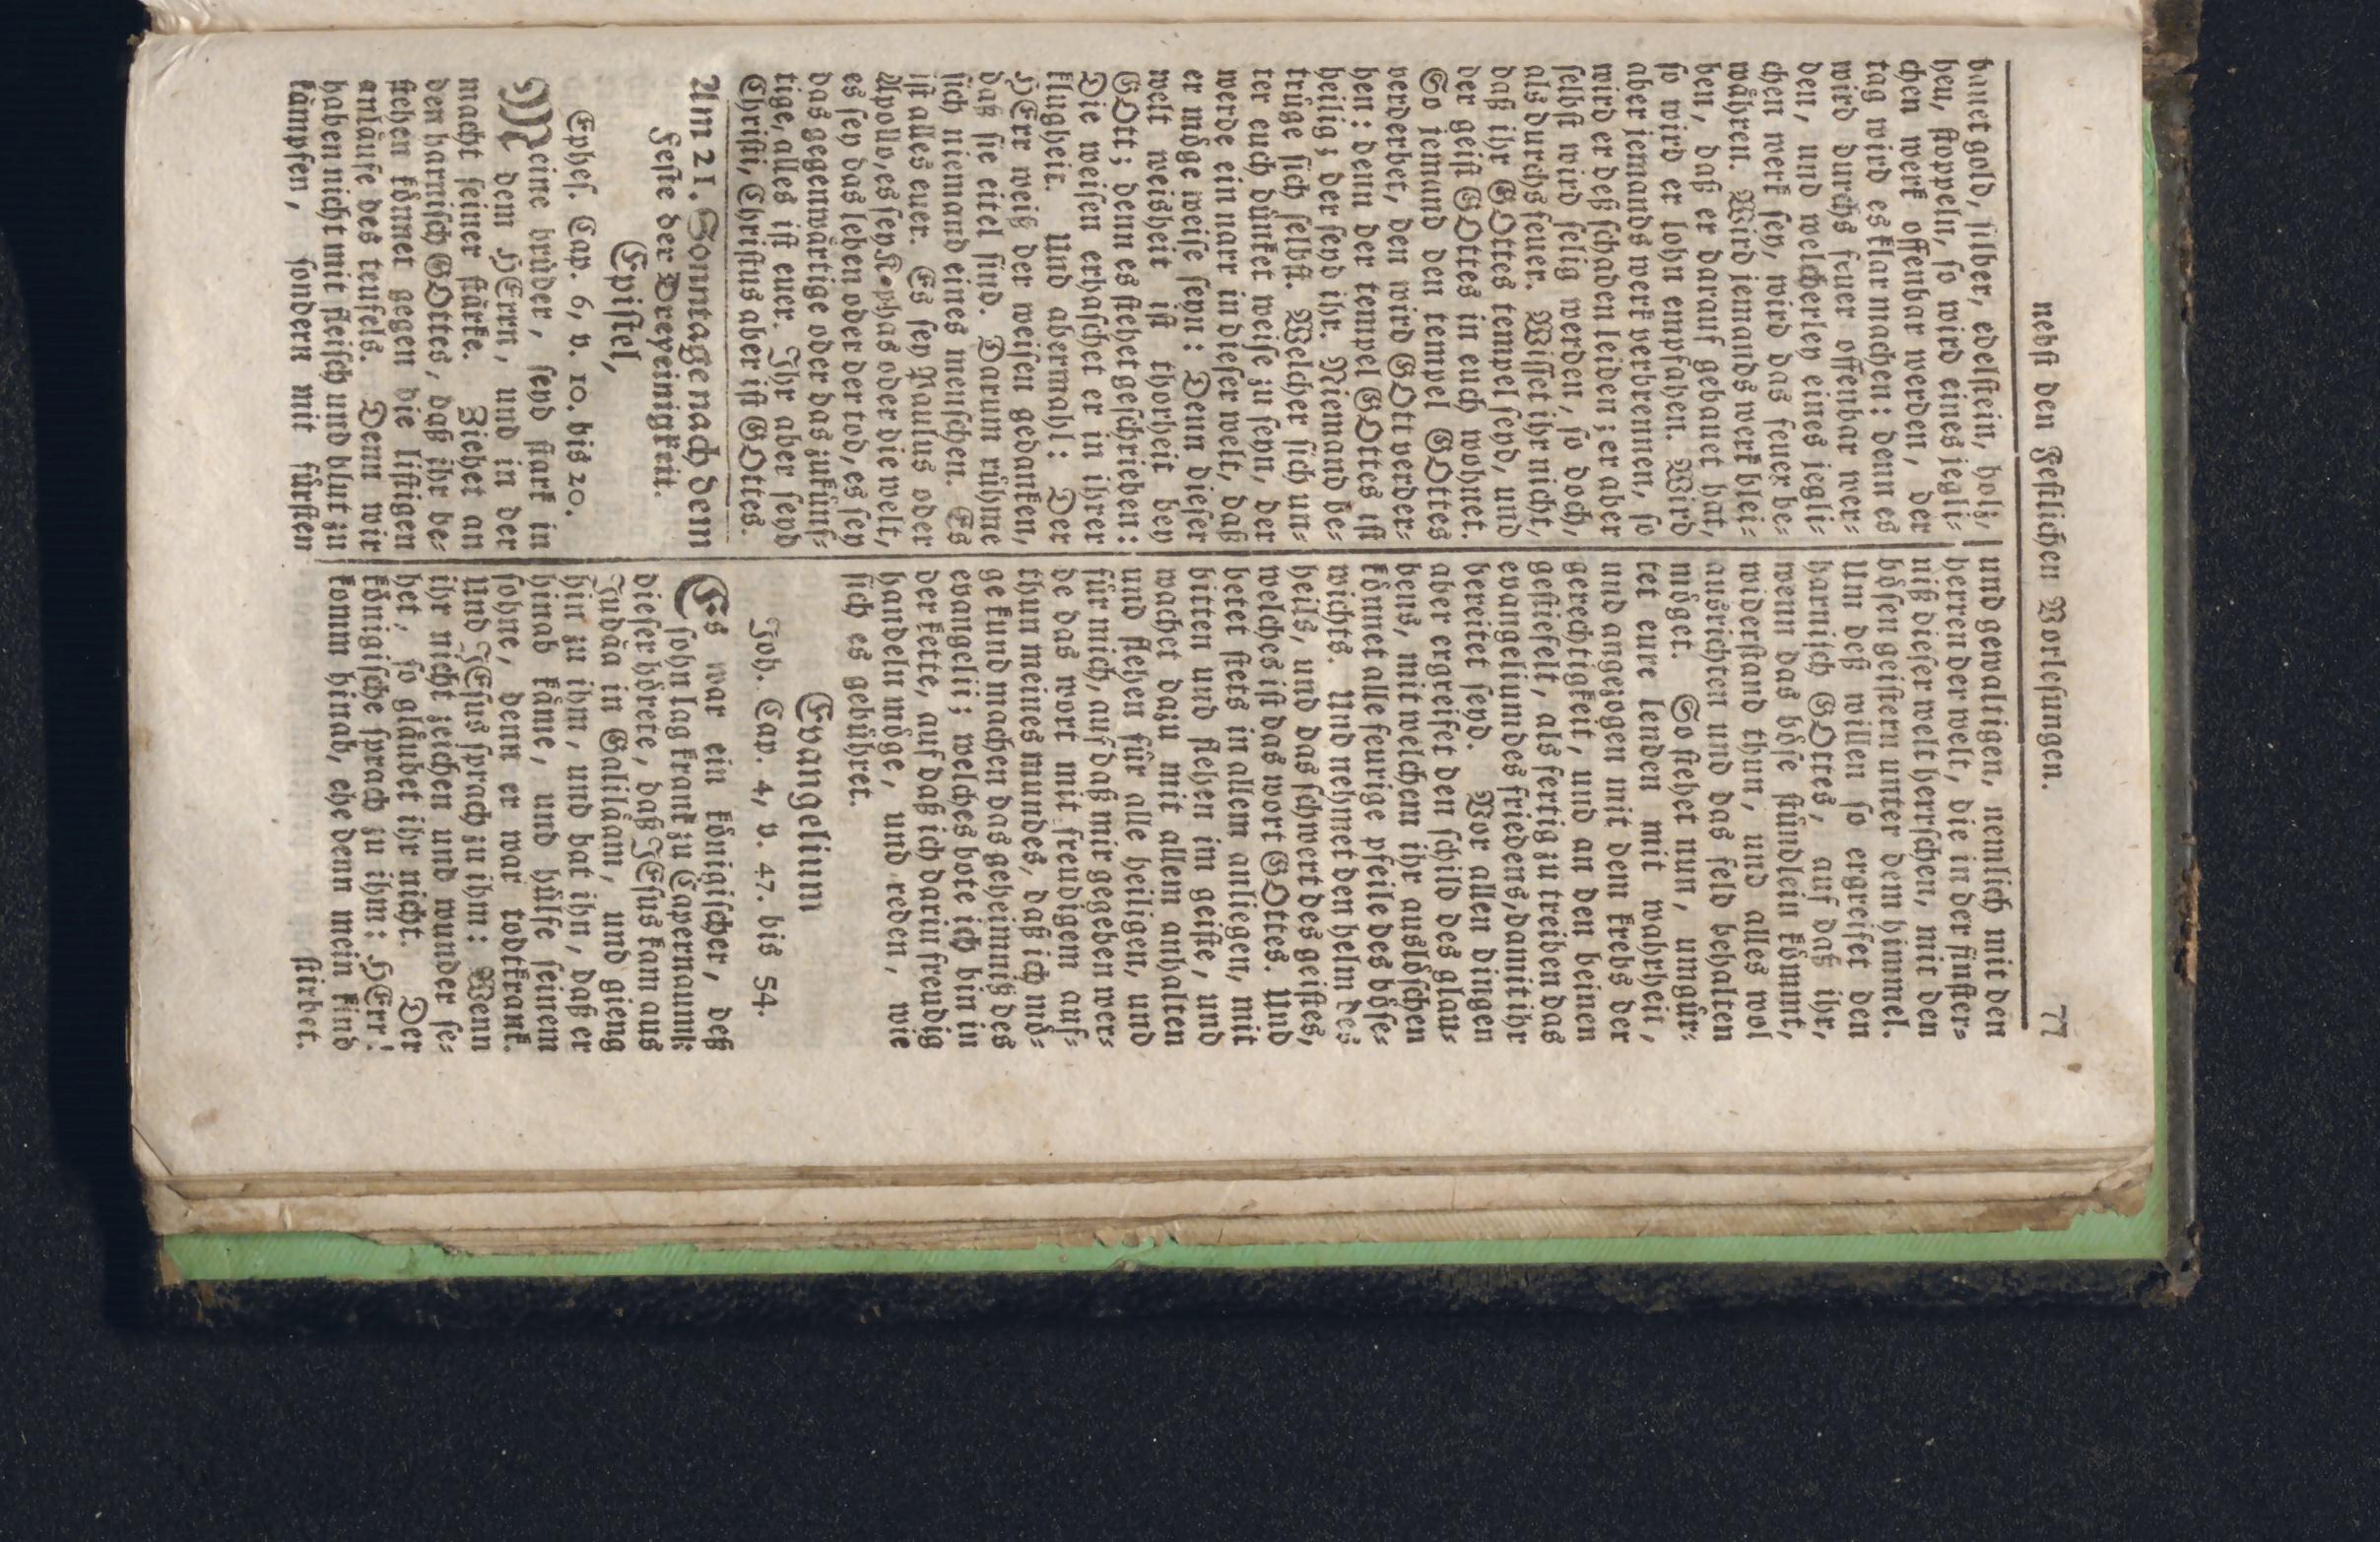 nebst den Festlichen Vorlesungen. 77
bauet gold, silber, edelstein, holz,
heu, stoppeln, so wird eines jegli-
chen werk offenbar werden, der
tag wird es klar machen: denn es
wird durchs feuer offenbar wer-
den, und welcherley eines iegli-
chen werk sey, wird das feuer be-
währen. Wird jemands werk blei-
ben, daß er darauf gebauet hat,
so wird er lohn empfahen. Wird
aber jemands werk verbrennen, so
wird er deß schaden leiden; er aber
selbst wird selig werden, so doch,
als durchs feuer. Wisset ihr nicht,
daß ihr GOttes tempel seyd, und
der geist GOttes in euch wohnet.
So jemand den tempel GOttes
verderbet, den wird GOtt verder-
ben: denn der tempel GOttes ist
heilig; der seyd ihr. Niemand be-
trüge sich selbst. Welcher sich un-
ter euch dünket weise zu seyn, der
werde ein narr in dieser welt, daß
er möge weise seyn: Denn dieser
welt weisheit ist thorheit bey
GOtt; denn es stehet geschrieben:
Die weisen erhaschet er in ihrer
klugheit. Und abermahl: Der
HErr weiß der weisen gedanken,
daß sie eitel sind. Darum rühme
sich niemand eines menschen. Es
ist alles euer. Es sey Paulus oder
Apollo, es sey Kephas oder die welt,
es sey das leben oder der tod, es sey
das gegenwärtige oder das zukünf-
tige, alles ist euer. Ihr aber seyd
Christi, Christus aber ist GOttes.
Am 21. Sonntage nach dem
Feste der Dreyeinigkeit.
Epistel,
Ephes. Cap. 6, v. 10. bis 20.
Meine brüder, seyd stark in
dem HErrn, und in der
macht seiner stärke. Ziehet an
den harnisch GOttes, daß ihr be-
stehen könnet gegen die listigen
anläufe des teufels. Denn wir
haben nicht mit fleisch und blut zu
kämpfen, sondern mit fürsten
und gewaltigen, nemlich mit den
herren der welt, die in der finster-
niß dieser welt herrschen, mit den
bösen geistern unter dem himmel.
Um deß willen so ergreifet den
harnisch GOttes, auf daß ihr,
wenn das böse stündlein kömmt,
widerstand thun, und alles wol
ausrichten und das feld behalten
möget. So stehet nun, umgür-
tet eure lenden mit wahrheit,
und angezogen mit dem krebs der
gerechtigkeit, und an den beinen
gestiefelt, als fertig zu treiben das
evangelium des friedens, damit ihr
bereitet seyd. Vor allen dingen
aber ergreifet den schild des glau-
bens, mit welchem ihr auslöschen
könnet alle feurige pfeile des böse-
wichts. Und nehmet den helm des
heils, und das schwert des geistes,
welches ist das wort GOttes. Und
betet stets in allem anliegen, mit
bitten und flehen im geiste, und
wachet dazu mit allem anhalten
und flehen für alle heiligen, und
für mich, auf daß mir gegeben wer-
de das wort mit freudigem auf-
thun meines mundes, daß ich mö-
ge kund machen das geheimniß des
evangelii; welches bote ich bin in
der kette, auf daß ich darin freudig
handeln möge, und reden, wie
sich es gebühret.
Evangelium
Joh. Cap. 4, v. 47. bis 54.
Es war ein königischer, deß
sohn lag krank zu Capernaum:
dieser hörete, daß JEsus kam aus
Judäa in Galiläam, und gieng
hin zu ihm, und bat ihn, daß er
hinab käme, und hülfe seinem
sohne, denn er war todtkrank.
Und JEsus sprach zu ihm: Wenn
ihr nicht zeichen und wunder se-
het, so gläubet ihr nicht. Der
königische sprach zu ihm: HErr!
komm hinab, ehe denn mein kind
stirbet.